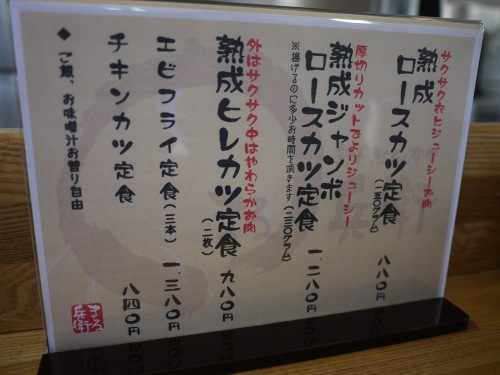 サクサク衣とジューシーお肉
熟成
ロースカツ定食
(一五〇グラム)
八八〇円
厚切りカットでよりジューシー
熟成ジャンボ
ロースカツ定食
(二三〇グラム)
一、二八〇円
※揚げるのに多少お時間を頂きます
外はサクサク中はやわらかお肉
熟成ヒレカツ定食
(二枚)
九八〇円
エビフライ定食(三本)
一、三八〇円
チキンカツ定食
八四〇円
◆ご飯、お味噌汁お替り自由
まる
兵衛